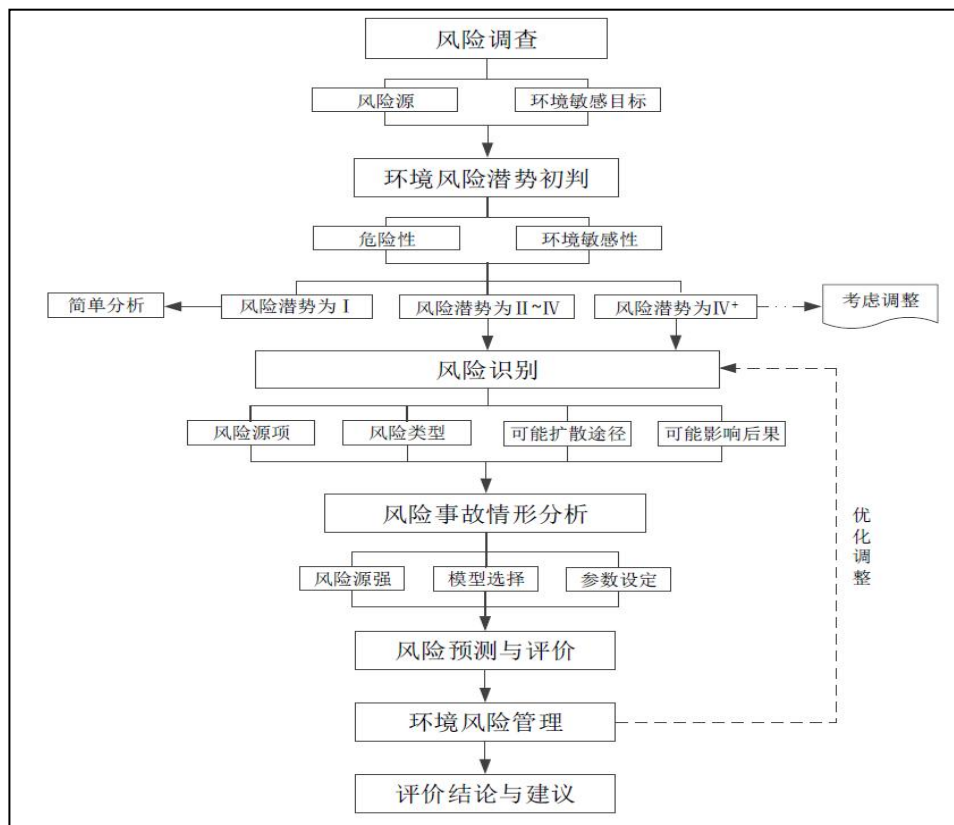 风险调查
风险源
环境敏感目标
环境风险潜势初判
危险性
环境敏感性
简单分析
风险潜势为 I
风险潜势为II~IV
风险潜势为IV⁺
考虑调整
风险识别
风险源项
风险类型
可能扩散途径
可能影响后果
风险事故情形分析
风险源强
模型选择
参数设定
优化调整
风险预测与评价
环境风险管理
评价结论与建议